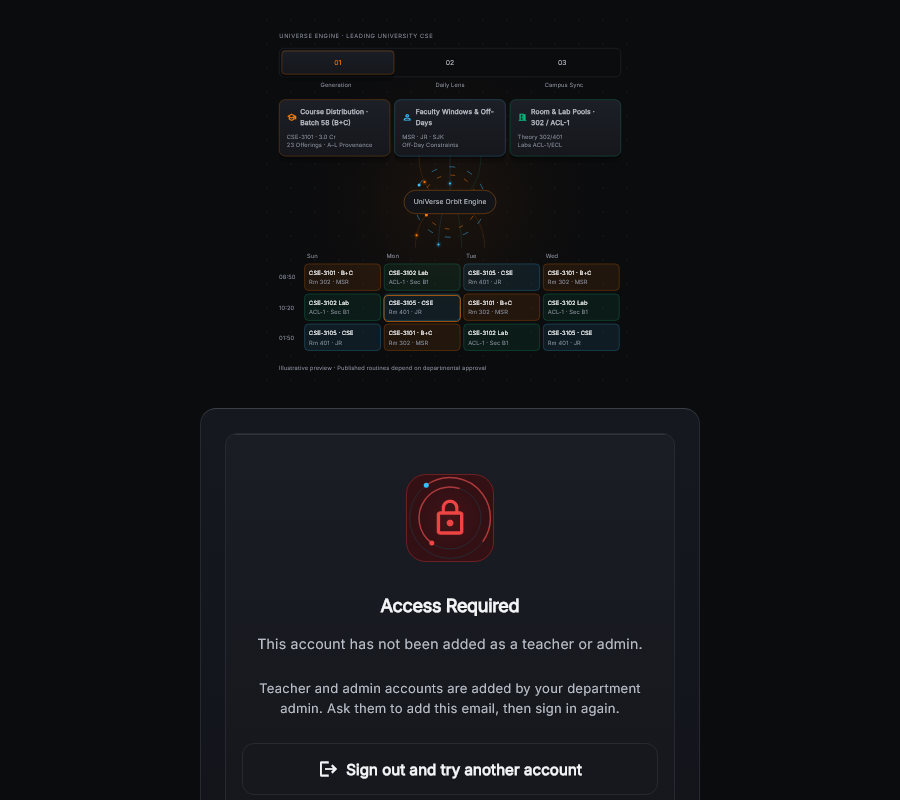 UNIVERSE ENGINE · LEADING UNIVERSITY CSE
01 02 03
Generation Daily Lens Campus Sync
Course Distribution · Batch 58 (B+C)
CSE-3101 · 3.0 Cr
23 Offerings · A-L Provenance
Faculty Windows & Off-Days
MSR · JR · SJK
Off-Day Constraints
Room & Lab Pools · 302 / ACL-1
Theory 302/401
Labs ACL-1/ECL
UniVerse Orbit Engine
Sun Mon Tue Wed
08:50
CSE-3101 · B+C
Rm 302 · MSR
CSE-3102 Lab
ACL-1 · Sec B1
CSE-3105 · CSE
Rm 401 · JR
CSE-3101 · B+C
Rm 302 · MSR
10:20
CSE-3102 Lab
ACL-1 · Sec B1
CSE-3105 · CSE
Rm 401 · JR
CSE-3101 · B+C
Rm 302 · MSR
CSE-3102 Lab
ACL-1 · Sec B1
01:50
CSE-3105 · CSE
Rm 401 · JR
CSE-3101 · B+C
Rm 302 · MSR
CSE-3102 Lab
ACL-1 · Sec B1
CSE-3105 · CSE
Rm 401 · JR
Illustrative preview · Published routines depend on departmental approval
Access Required
This account has not been added as a teacher or admin.
Teacher and admin accounts are added by your department
admin. Ask them to add this email, then sign in again.
Sign out and try another account